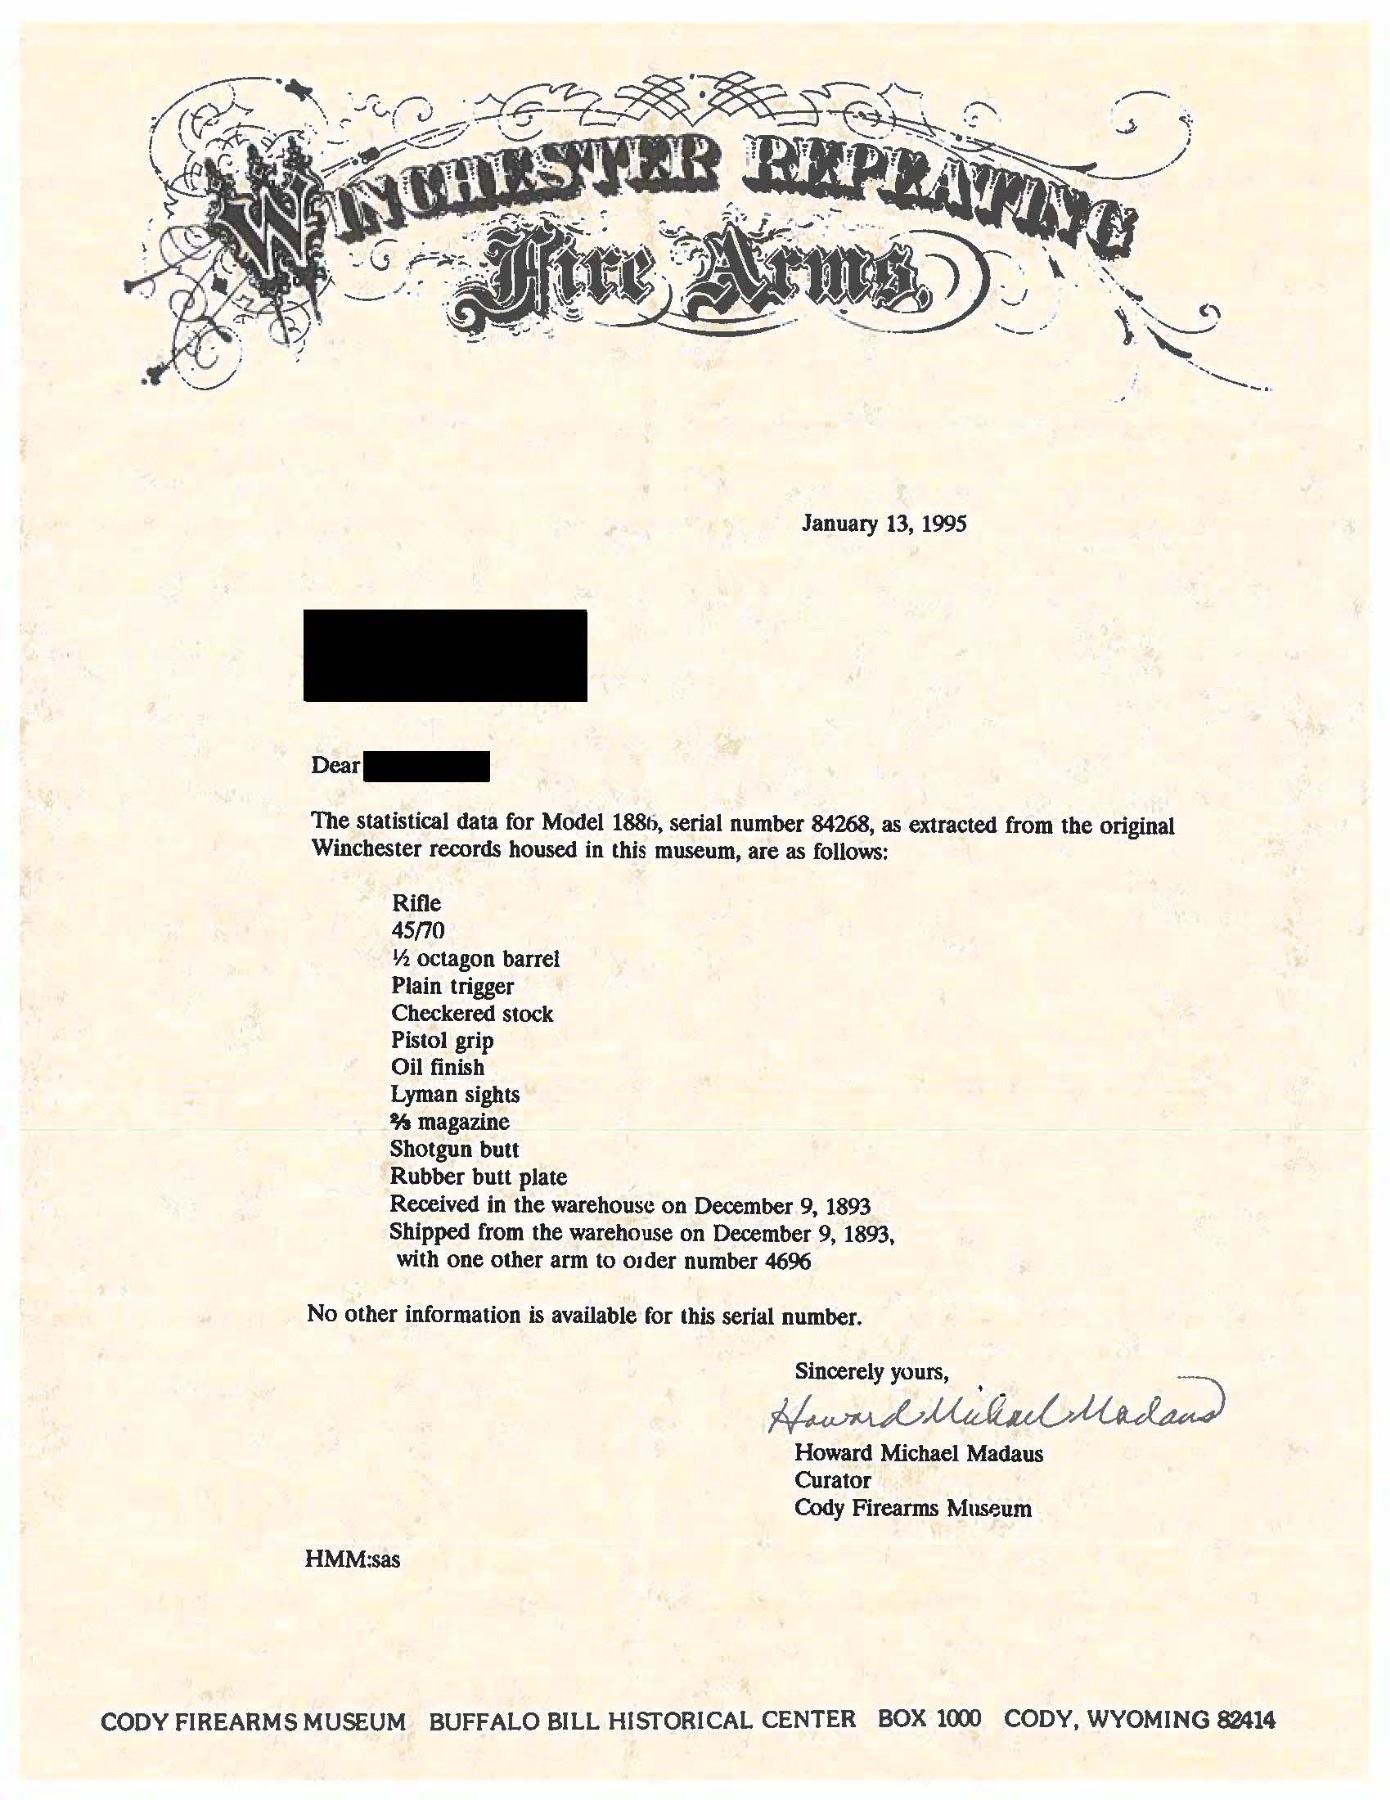 WINCHESTER REPEATING
Fire Arms.
January 13, 1995
Dear
The statistical data for Model 1886, serial number 84268, as extracted from the original
Winchester records housed in this museum, are as follows:
Rifle
45/70
½ octagon barrel
Plain trigger
Checkered stock
Pistol grip
Oil finish
Lyman sights
⅔ magazine
Shotgun butt
Rubber butt plate
Received in the warehouse on December 9, 1893
Shipped from the warehouse on December 9, 1893,
with one other arm to order number 4696
No other information is available for this serial number.
Sincerely yours,
Howard Michael Madaus
Howard Michael Madaus
Curator
Cody Firearms Museum
HMM:sas
CODY FIREARMS MUSEUM BUFFALO BILL HISTORICAL CENTER BOX 1000 CODY, WYOMING 82414